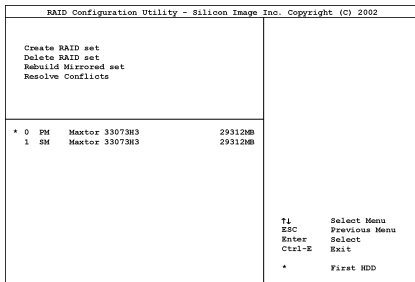 RAID Configuration Utility - Silicon Image Inc. Copyright (C) 2002
Create RAID set
Delete RAID set
Rebuild Mirrored set
Resolve Conflicts
* 0 PM Maxtor 33073H3 29312MB
1 SM Maxtor 33073H3 29312MB
↑↓ Select Menu
ESC Previous Menu
Enter Select
Ctrl-E Exit
* First HDD